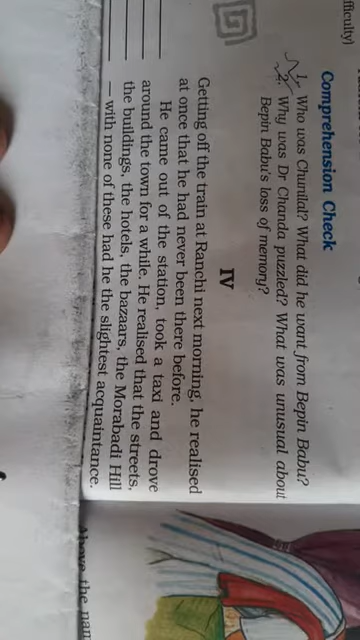 fficulty)
Comprehension Check
1. Who was Chunilal? What did he want from Bepin Babu?
2. Why was Dr Chanda puzzled? What was unusual about
Bepin Babu's loss of memory?
IV
Getting off the train at Ranchi next morning, he realised
at once that he had never been there before.
He came out of the station, took a taxi and drove
around the town for a while. He realised that the streets,
the buildings, the hotels, the bazaars, the Morabadi Hill
— with none of these had he the slightest acquaintance.
Above the nan